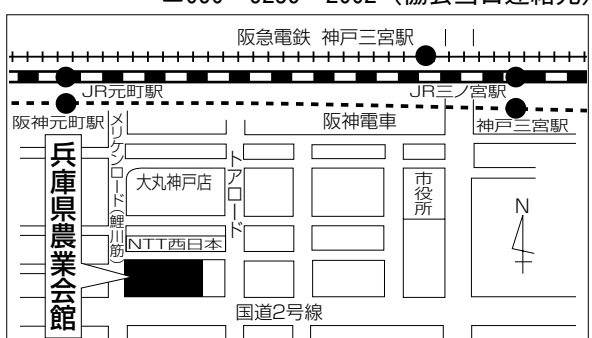 阪急電鉄 神戸三宮駅
JR元町駅
JR三ノ宮駅
阪神元町駅
阪神電車
神戸三宮駅
メリケンロード(鯉川筋)
トアロード
大丸神戸店
市役所
N
NTT西日本
兵庫県農業会館
国道2号線